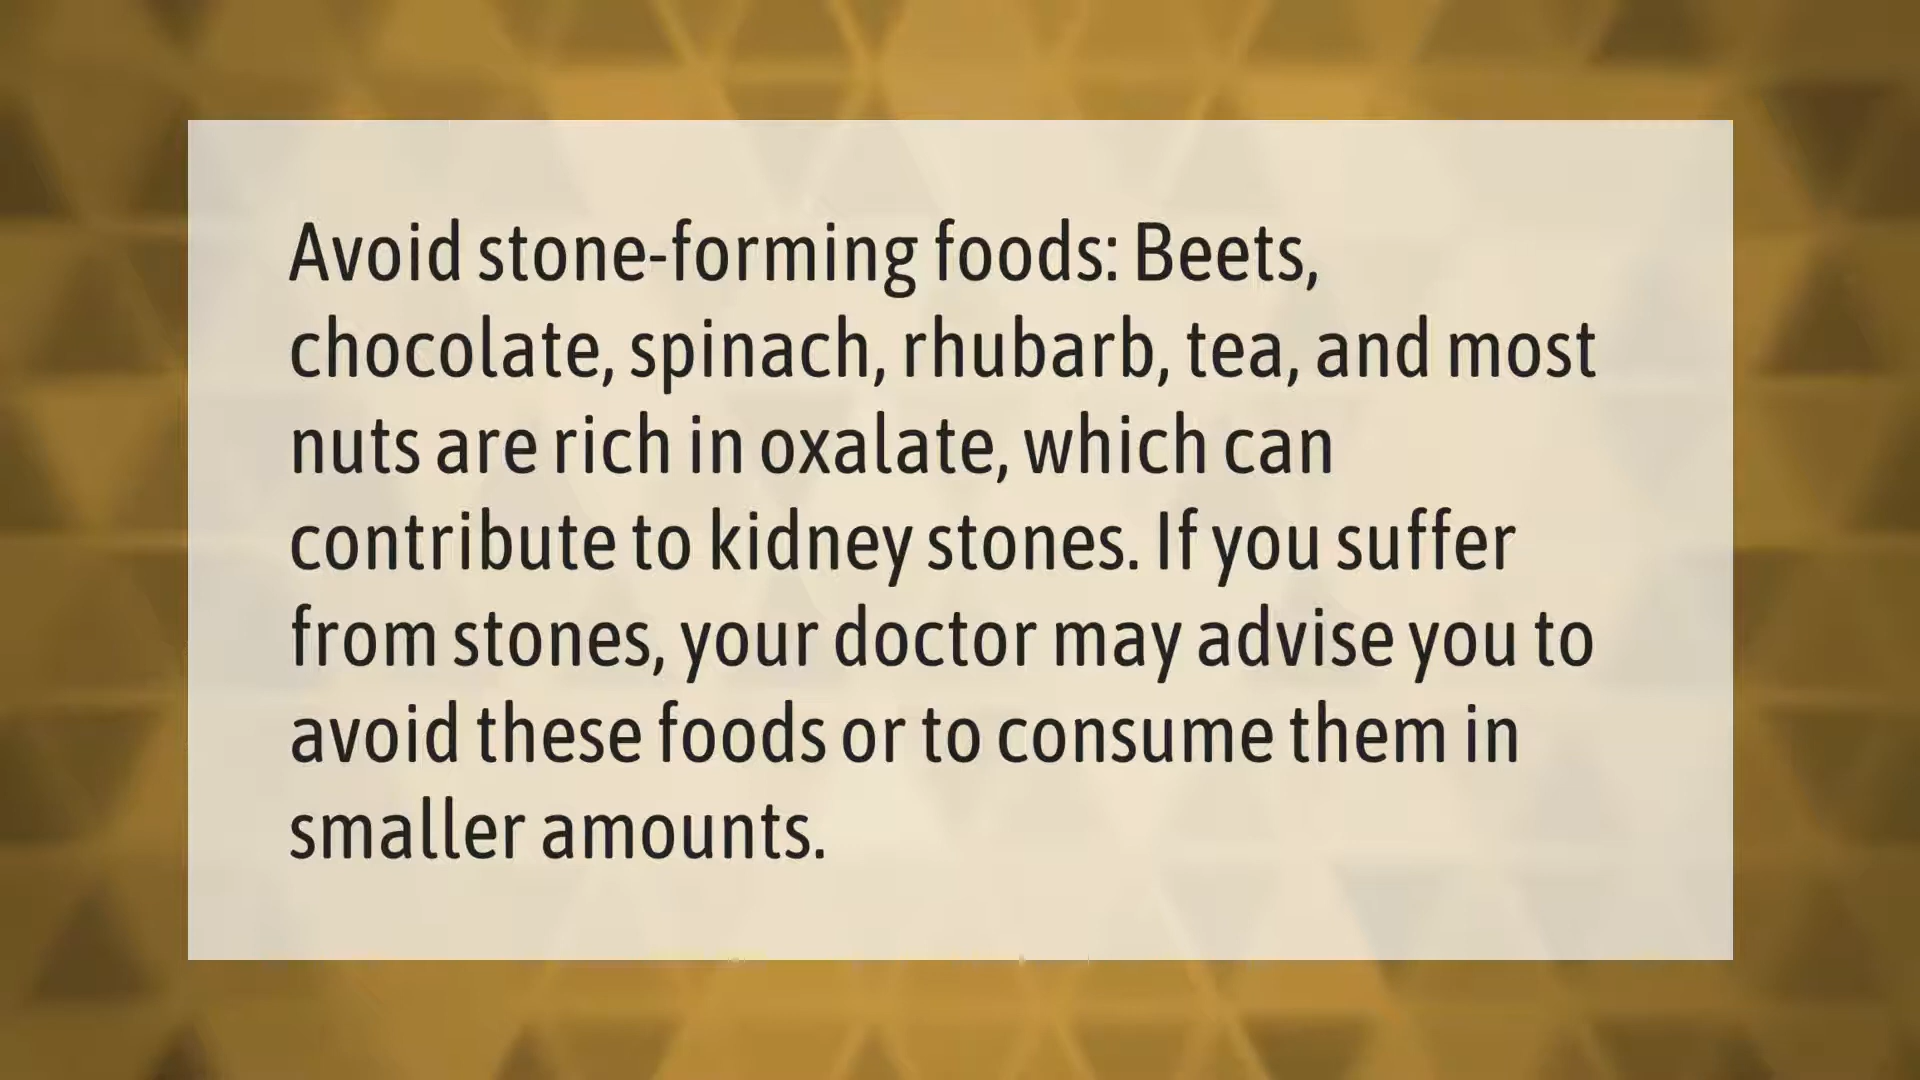 Avoid stone-forming foods: Beets,
chocolate, spinach, rhubarb, tea, and most
nuts are rich in oxalate, which can
contribute to kidney stones. If you suffer
from stones, your doctor may advise you to
avoid these foods or to consume them in
smaller amounts.